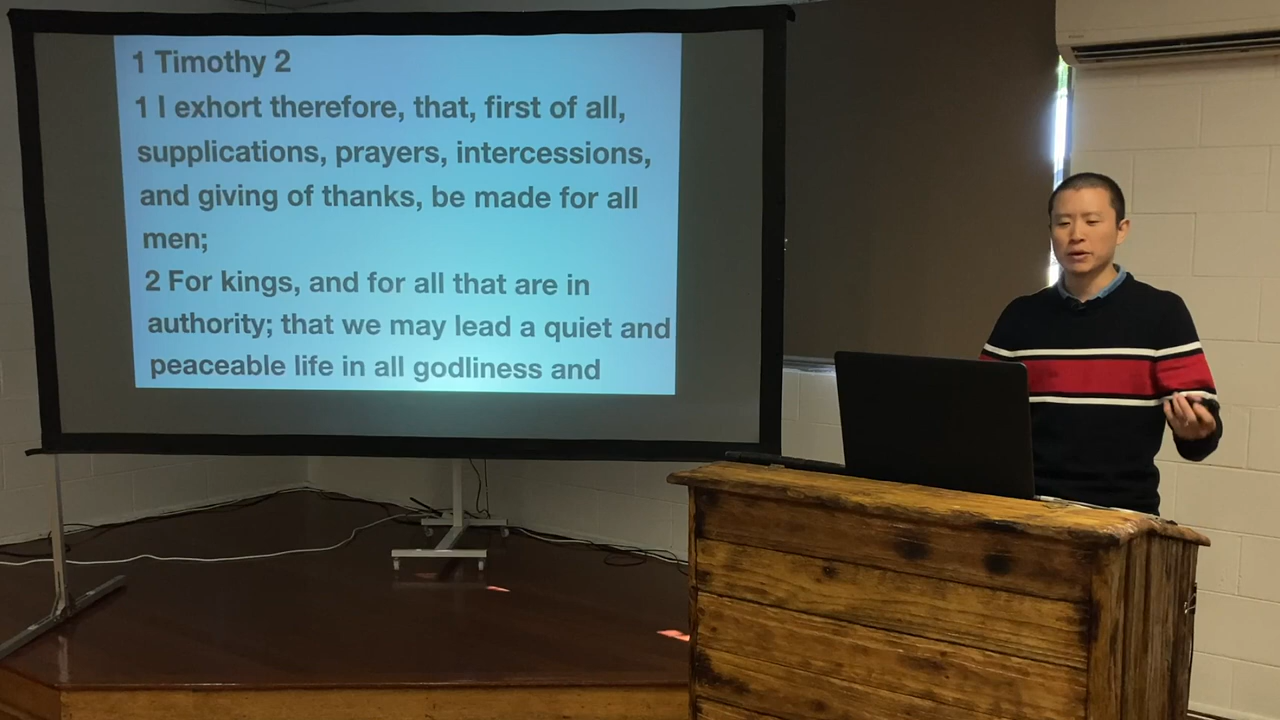 1 Timothy 2
1 I exhort therefore, that, first of all,
supplications, prayers, intercessions,
and giving of thanks, be made for all
men;
2 For kings, and for all that are in
authority; that we may lead a quiet and
peaceable life in all godliness and